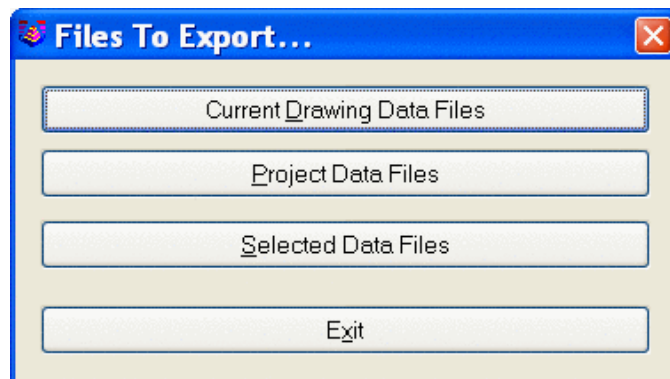 Files To Export...
Current Drawing Data Files
Project Data Files
Selected Data Files
Exit